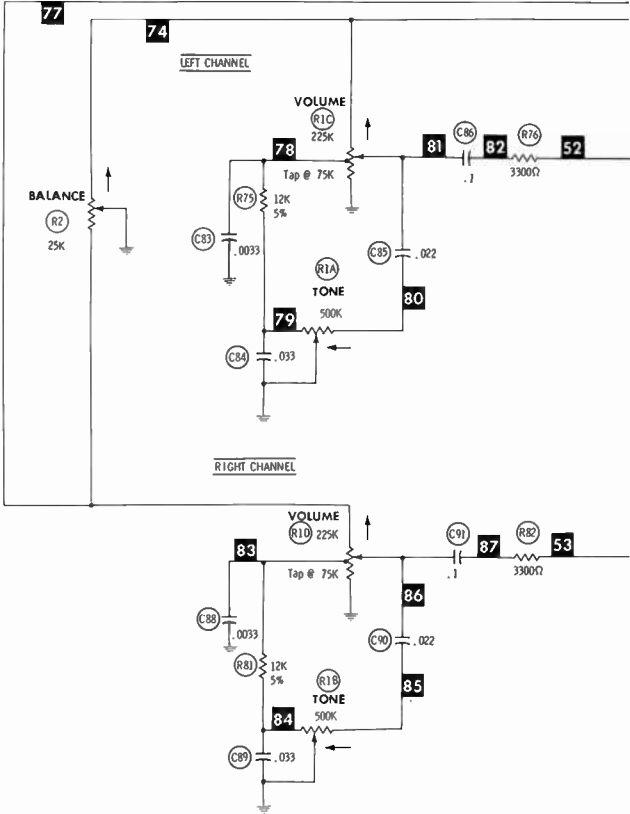 77
74
LEFT CHANNEL
VOLUME
R1C
225K
78
Tap @ 75K
81
C86
.1
82
R76
3300Ω
52
BALANCE
R2
25K
R75
12K
5%
C83
.0033
C85
.022
R1A
TONE
500K
80
79
C84
.033
RIGHT CHANNEL
VOLUME
R1D 225K
83
Tap @ 75K
C91
.1
87
R82
3300Ω
53
86
C88
.0033
C90
.022
R81
12K
5%
R1B
TONE
500K
85
84
C89
.033